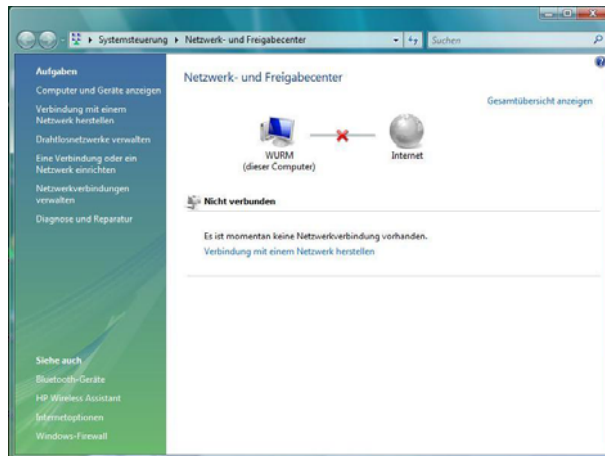 Systemsteuerung ▸ Netzwerk- und Freigabecenter
Suchen
Aufgaben
Computer und Geräte anzeigen
Verbindung mit einem
Netzwerk herstellen
Drahtlosnetzwerke verwalten
Eine Verbindung oder ein
Netzwerk einrichten
Netzwerkverbindungen
verwalten
Diagnose und Reparatur
Siehe auch
Bluetooth-Geräte
HP Wireless Assistant
Internetoptionen
Windows-Firewall
Netzwerk- und Freigabecenter
Gesamtübersicht anzeigen
WURM
(dieser Computer)
Internet
Nicht verbunden
Es ist momentan keine Netzwerkverbindung vorhanden.
Verbindung mit einem Netzwerk herstellen